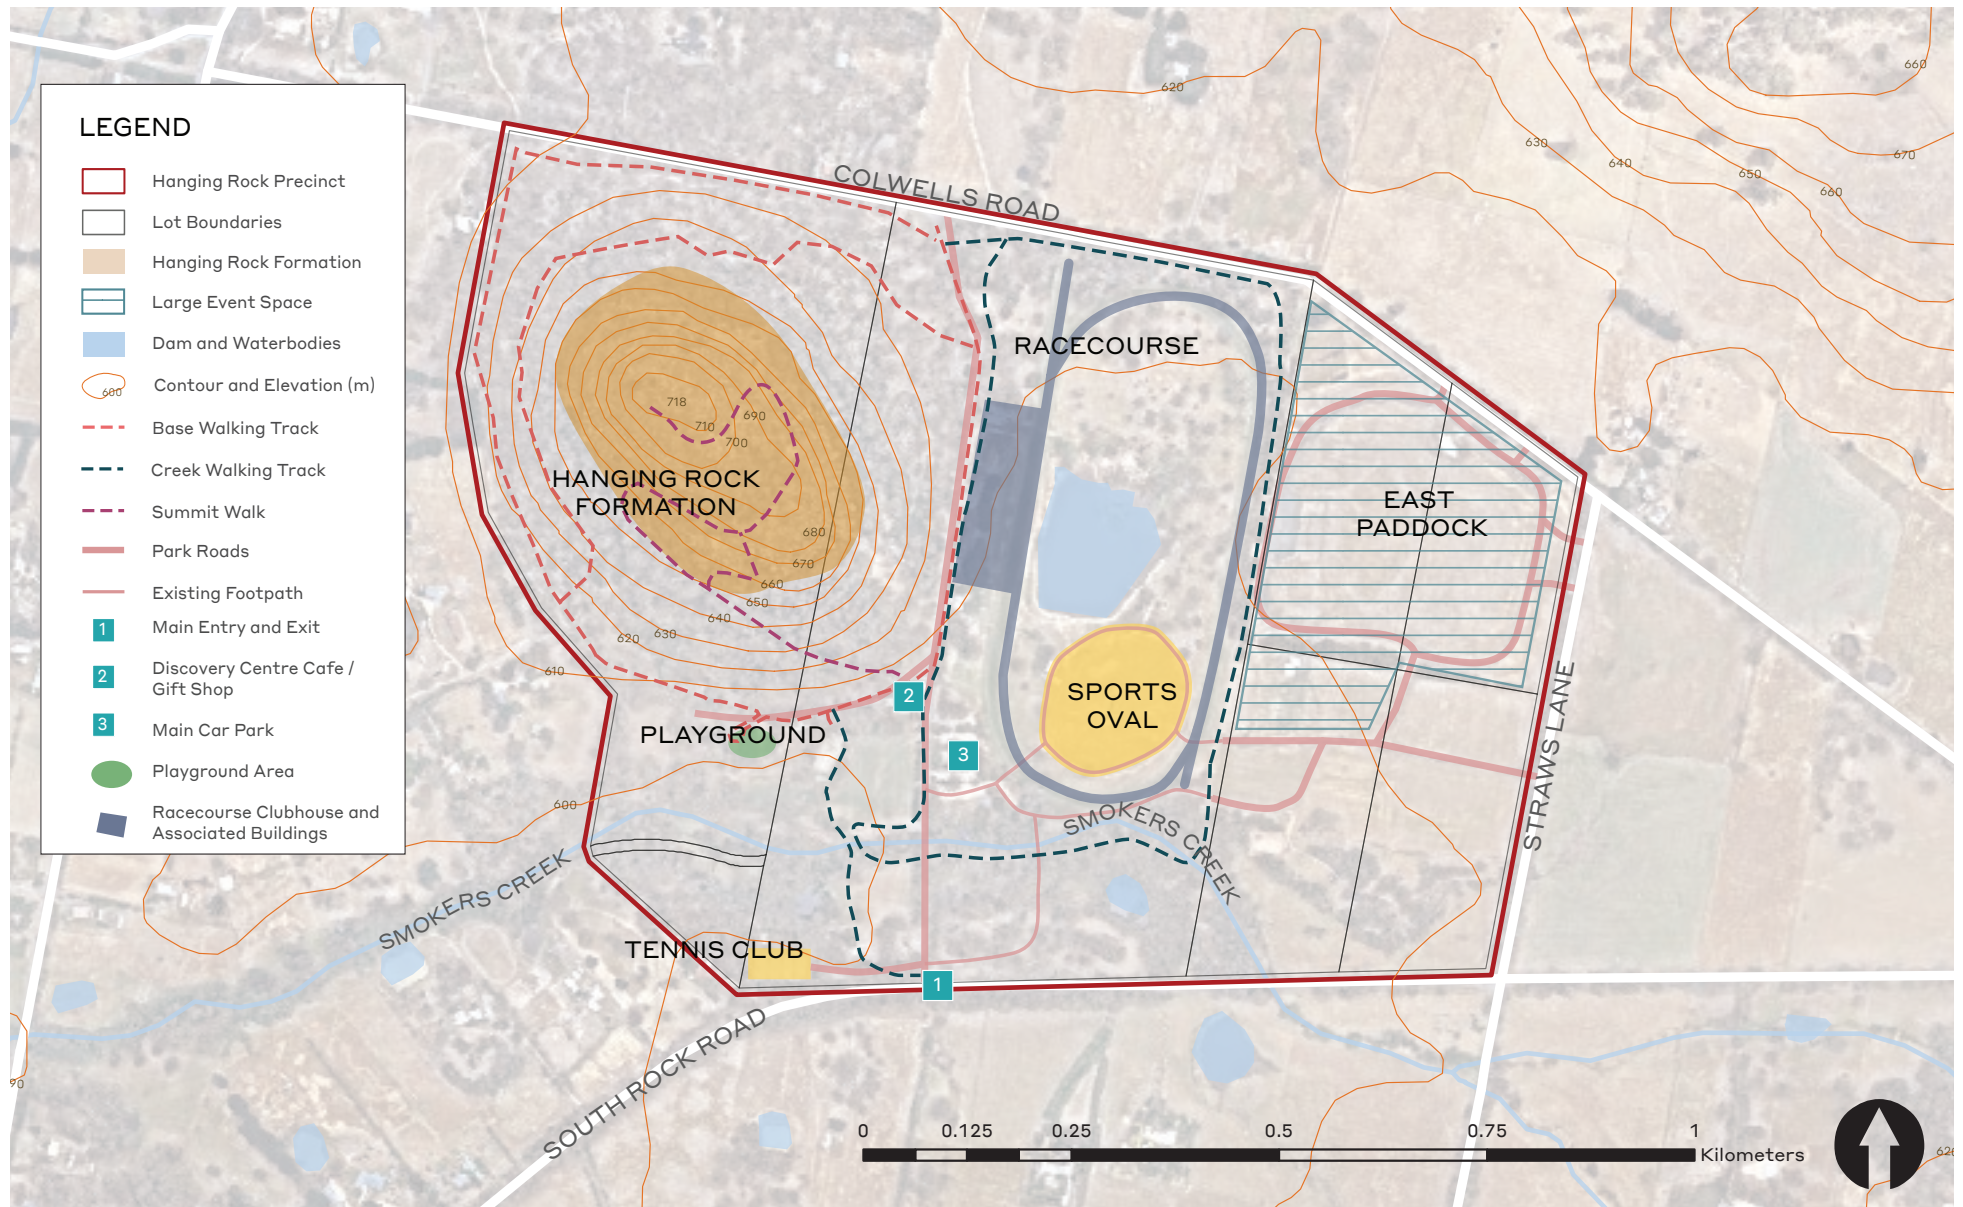 LEGEND
Hanging Rock Precinct
Lot Boundaries
Hanging Rock Formation
Large Event Space
Dam and Waterbodies
600
Contour and Elevation (m)
Base Walking Track
Creek Walking Track
Summit Walk
Park Roads
Existing Footpath
1
Main Entry and Exit
2
Discovery Centre Cafe /
Gift Shop
3
Main Car Park
Playground Area
Racecourse Clubhouse and
Associated Buildings
COLWELLS ROAD
620
630
640
650
660
660
670
RACECOURSE
718
710
690
700
HANGING ROCK
FORMATION
680
670
660
650
640
630
620
610
600
EAST
PADDOCK
SPORTS
OVAL
2
PLAYGROUND
3
SMOKERS CREEK
SMOKERS CREEK
STRAWS LANE
TENNIS CLUB
1
SOUTH ROCK ROAD
90
0
0.125
0.25
0.5
0.75
1
Kilometers
62